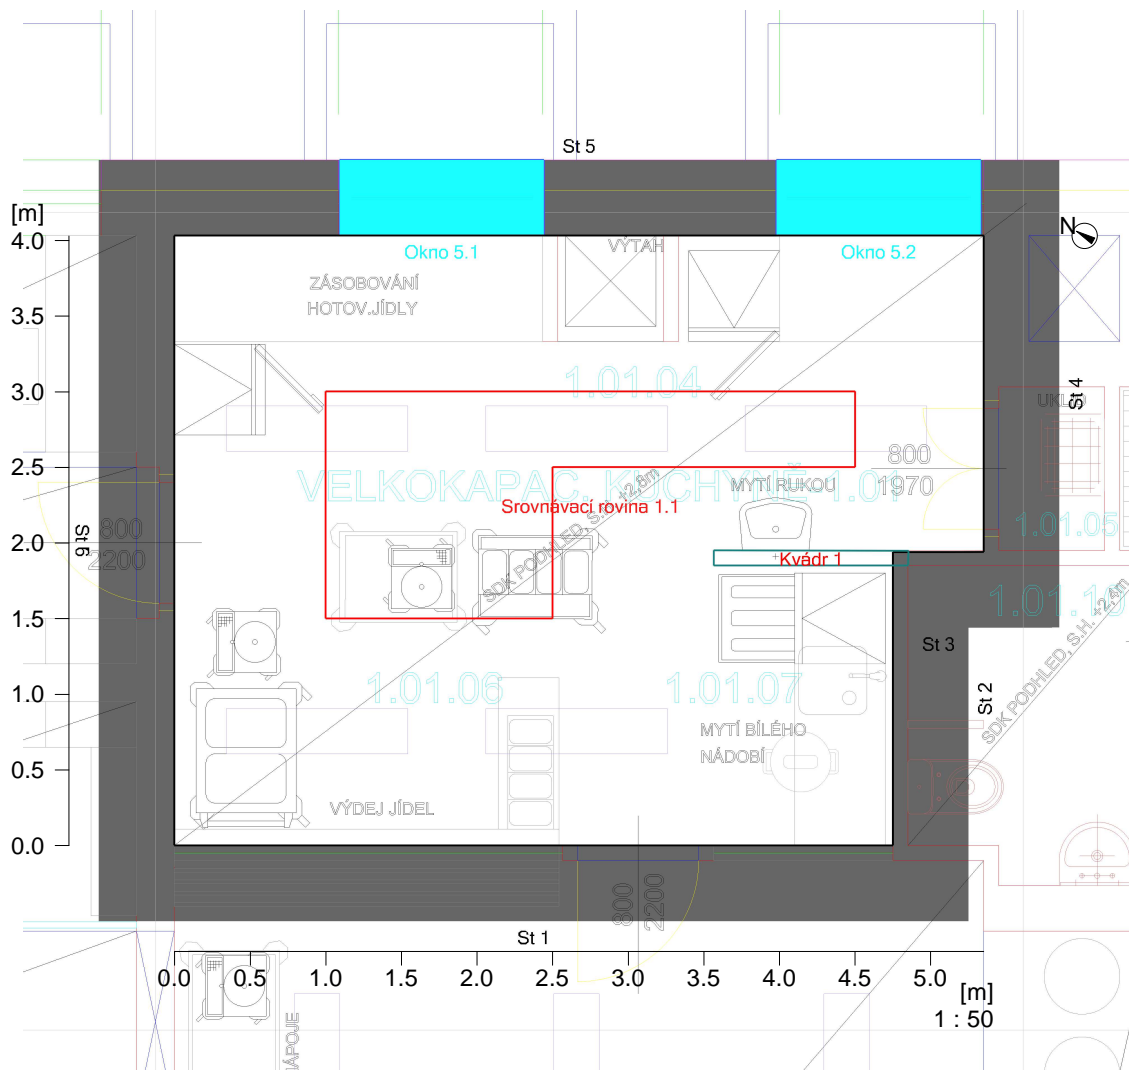 St 5
[m]
N
4.0
Okno 5.1
VÝTAH
Okno 5.2
ZÁSOBOVÁNÍ
HOTOV.JÍDLY
3.5
3.0
1.01.04
St 4
2.5
800
1970
VELKOKAPAC. KUCHYNĚ 1.01
MYTÍ RUKOU
Srovnávací rovina 1.1
SDK PODHLED, S.H. +2,8m
1.01.05
St 6
800
2200
2.0
Kvádr 1
1.5
1.01.10
St 3
1.0
1.01.06
1.01.07
St 2
SDK PODHLED, S.H. +2,4m
MYTÍ BÍLÉHO
NÁDOBÍ
0.5
VÝDEJ JÍDEL
0.0
800
2200
St 1
0.0 0.5 1.0 1.5 2.0 2.5 3.0 3.5 4.0 4.5 5.0
[m]
1 : 50